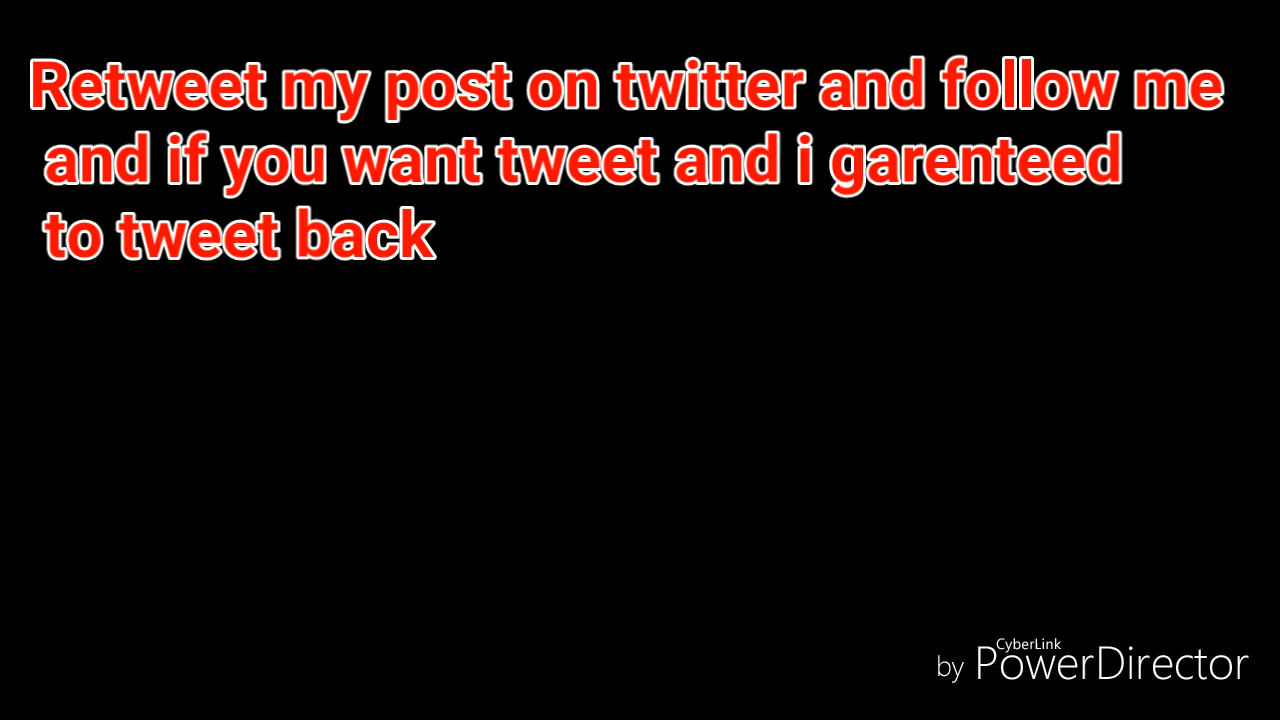 Retweet my post on twitter and follow me
and if you want tweet and i garenteed
to tweet back
CyberLink
by PowerDirector